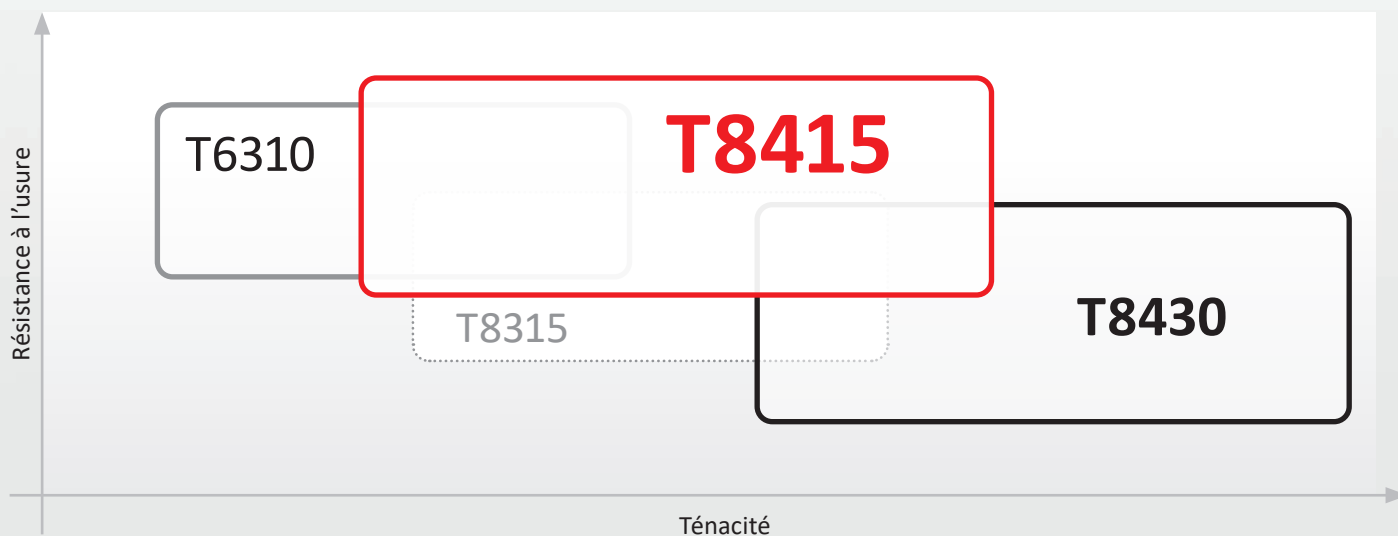 Résistance à l’usure
T6310
T8415
T8315
T8430
Ténacité